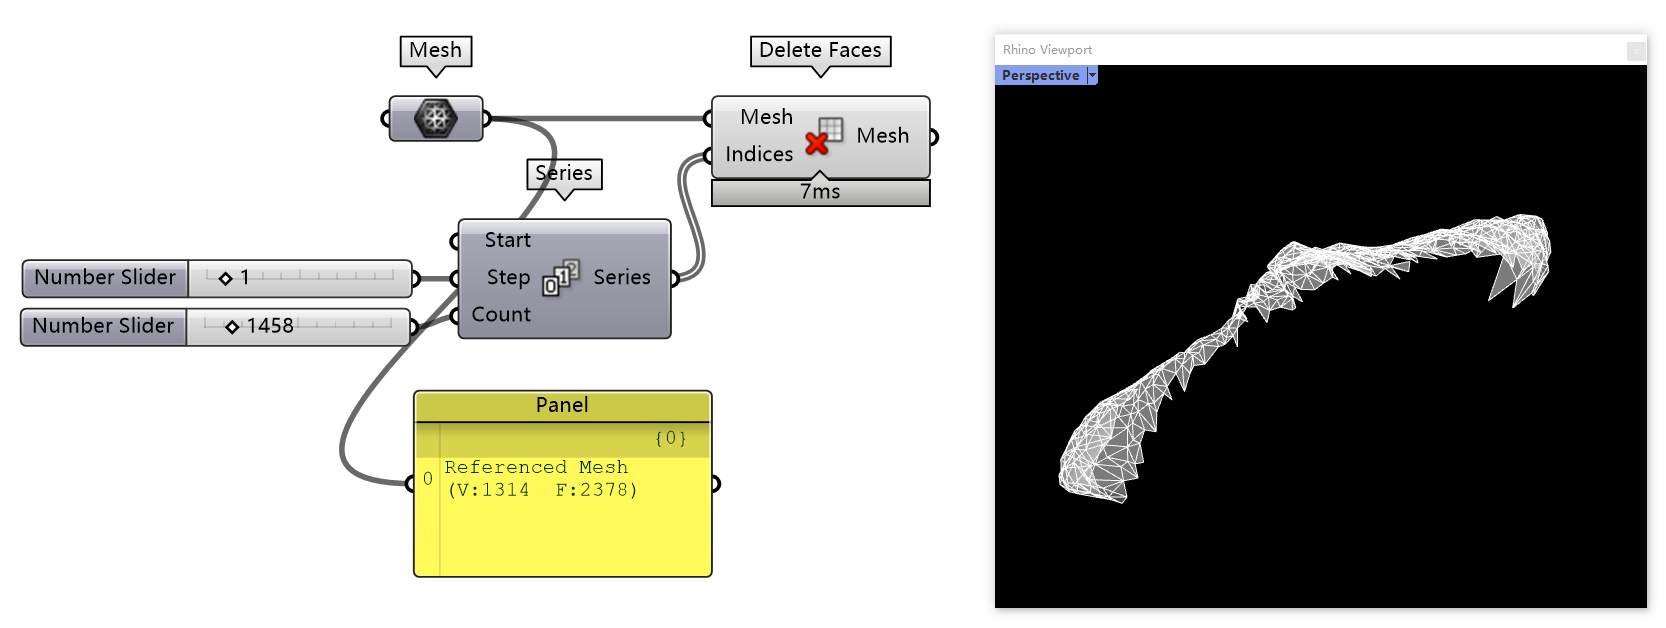 Mesh
Delete Faces
Mesh
Indices
Mesh
7ms
Series
Start
Step
Count
Series
Number Slider
1
Number Slider
1458
Panel
{0}
0
Referenced Mesh
(V:1314 F:2378)
Rhino Viewport
Perspective